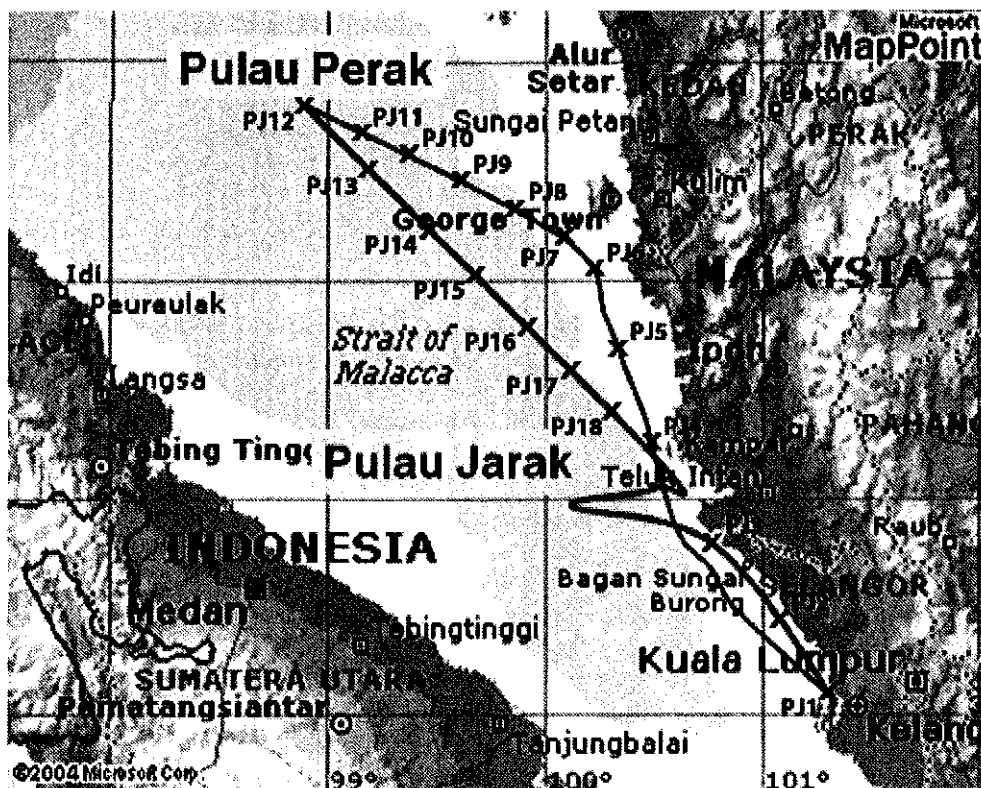 Microsoft
MapPoint
Alur
Setar
KEDAH
Pulau Perak
Betong
PJ12
PJ11
Sungai Petani
PERAK
PJ10
PJ9
PJ13
Kulim
PJ8
George Town
PJ14
PJ7
PJ6
MALAYSIA
Idi
PJ15
Peureulak
Strait of
Malacca
PJ16
PJ5
Ipoh
ACEH
PJ17
Langsa
PJ18
PAHANG
Kampar
Tebing Tingg
Pulau Jarak
Teluk Intan
INDONESIA
Raub
Bagan Sungai
Burong
SELANGOR
Medan
Tebingtinggi
Kuala Lumpur
SUMATERA UTARA
Pematangsiantar
PJ1
Kelang
Tanjungbalai
©2004 Microsoft Corp
99°
100°
101°